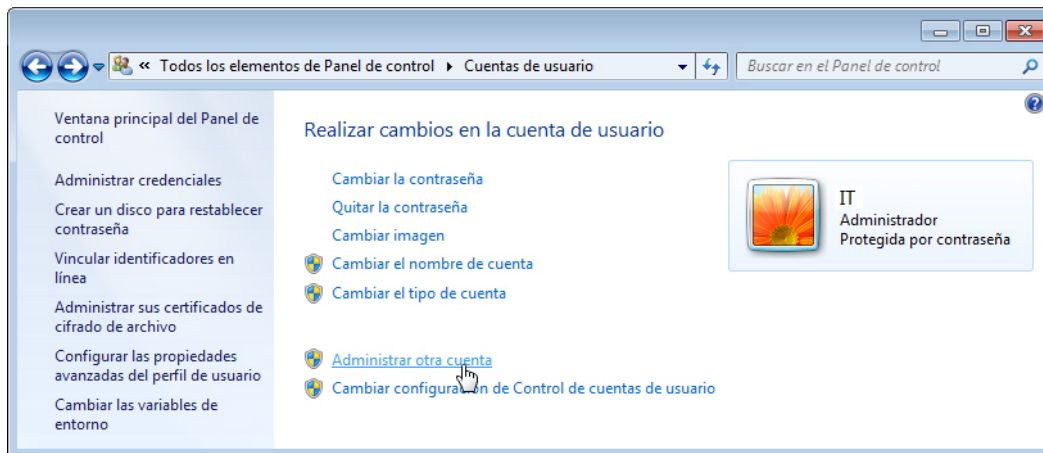 « Todos los elementos de Panel de control ▸ Cuentas de usuario
Buscar en el Panel de control
Ventana principal del Panel de
control
Administrar credenciales
Crear un disco para restablecer
contraseña
Vincular identificadores en
línea
Administrar sus certificados de
cifrado de archivo
Configurar las propiedades
avanzadas del perfil de usuario
Cambiar las variables de
entorno
Realizar cambios en la cuenta de usuario
Cambiar la contraseña
Quitar la contraseña
Cambiar imagen
Cambiar el nombre de cuenta
Cambiar el tipo de cuenta
Administrar otra cuenta
Cambiar configuración de Control de cuentas de usuario
IT
Administrador
Protegida por contraseña